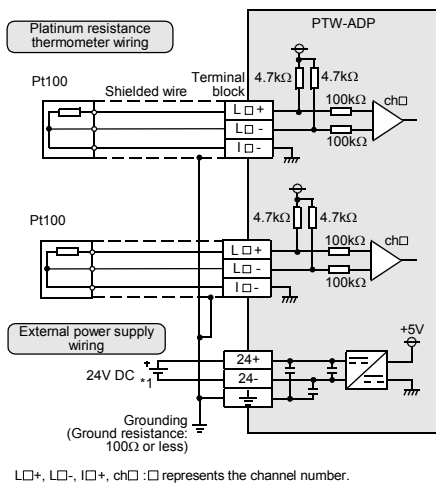 Platinum resistance
thermometer wiring
PTW-ADP
Pt100
Shielded wire
Terminal
block
4.7kΩ
4.7kΩ
L□+
L□-
I□-
100kΩ
100kΩ
ch□
Pt100
4.7kΩ
4.7kΩ
L□+
L□-
I□-
100kΩ
100kΩ
ch□
External power supply
wiring
+
24V DC *1
24+
24-
+5V
Grounding
(Ground resistance:
100Ω or less)
L□+, L□-, I□+, ch□ :□ represents the channel number.